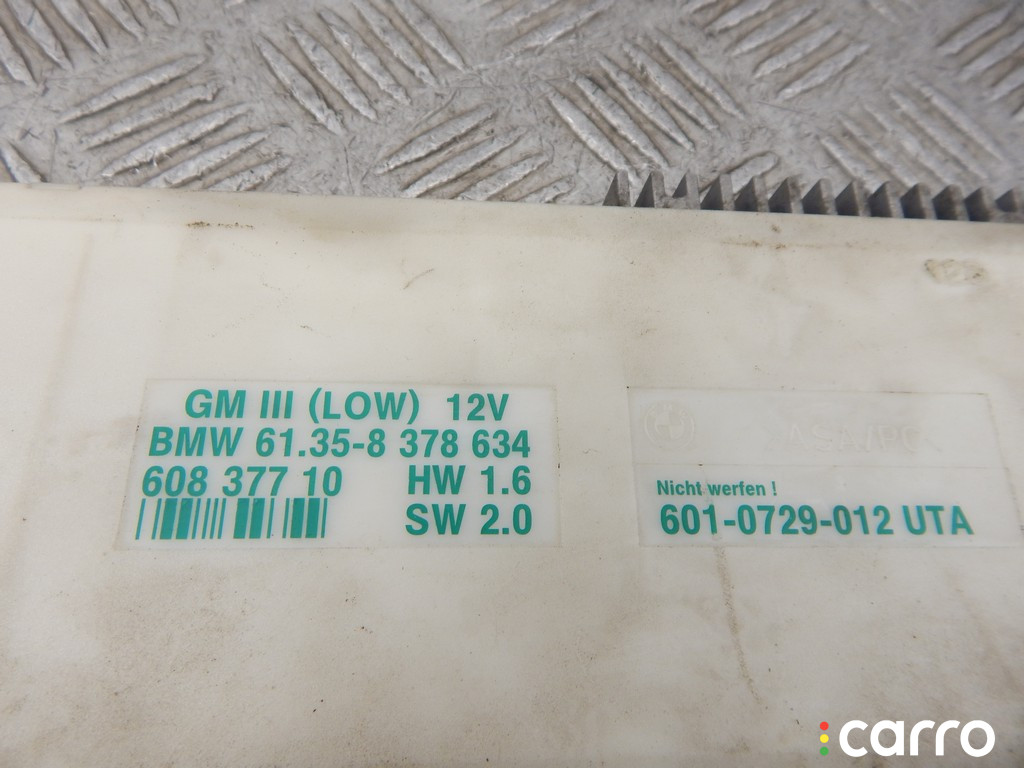 GM III (LOW) 12V
BMW 61.35-8 378 634
608 377 10 HW 1.6
SW 2.0
Nicht werfen !
601-0729-012 UTA
carro